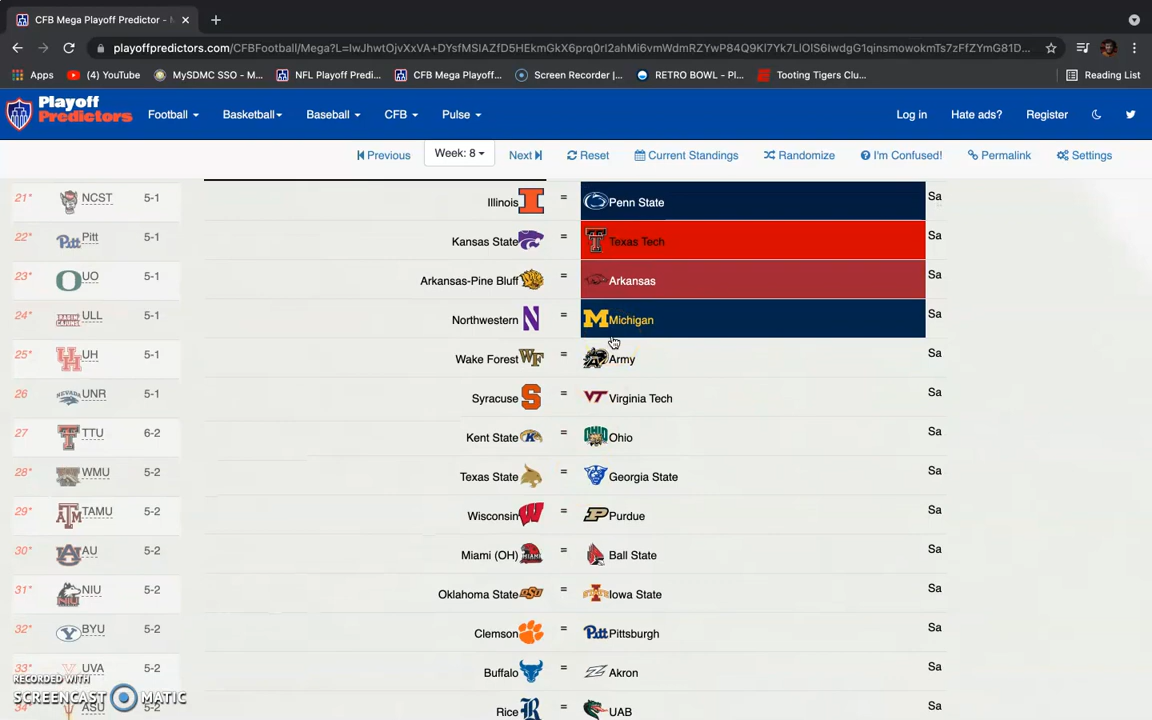 CFB Mega Playoff Predictor - N
playoffpredictors.com/CFBFootball/Mega?L=IwJhwtOjvXxVA+DYsfMSIAZfD5HEkmGkX6prq0rl2ahMi6vmWdmRZYwP84Q9Kl7Yk7LlOIS6IwdgG1qinsmowokmTs7zFfZYmG81D...
Apps (4) YouTube MySDMC SSO - M... NFL Playoff Predi... CFB Mega Playoff... Screen Recorder |... RETRO BOWL - Pl... Tooting Tigers Clu... Reading List
Playoff Predictors Football Basketball Baseball CFB Pulse Log in Hate ads? Register
Previous Week: 8 Next Reset Current Standings Randomize I'm Confused! Permalink Settings
21* NCST 5-1 Illinois = Penn State Sa
22* Pitt 5-1 Kansas State = Texas Tech Sa
23* UO 5-1 Arkansas-Pine Bluff = Arkansas Sa
24* ULL 5-1 Northwestern = Michigan Sa
25* UH 5-1 Wake Forest = Army Sa
26 UNR 5-1 Syracuse = Virginia Tech Sa
27 TTU 6-2 Kent State = Ohio Sa
28* WMU 5-2 Texas State = Georgia State Sa
29* TAMU 5-2 Wisconsin = Purdue Sa
30* AU 5-2 Miami (OH) = Ball State Sa
31* NIU 5-2 Oklahoma State = Iowa State Sa
32* BYU 5-2 Clemson = Pittsburgh Sa
33* UVA 5-2 Buffalo = Akron Sa
34* ASU 5-2 Rice = UAB Sa
RECORDED WITH
SCREENCAST MATIC